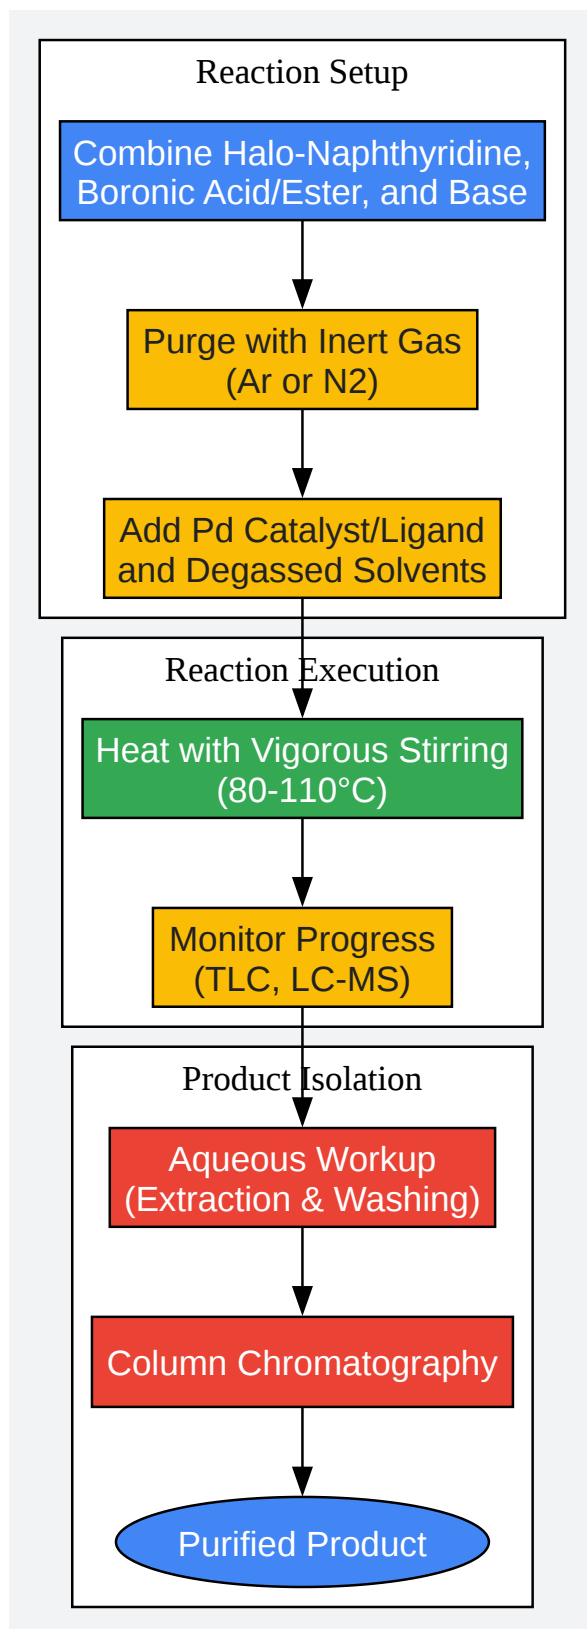 Reaction Setup
Combine Halo-Naphthyridine,
Boronic Acid/Ester, and Base
Purge with Inert Gas
(Ar or N2)
Add Pd Catalyst/Ligand
and Degassed Solvents
Reaction Execution
Heat with Vigorous Stirring
(80-110°C)
Monitor Progress
(TLC, LC-MS)
Product Isolation
Aqueous Workup
(Extraction & Washing)
Column Chromatography
Purified Product